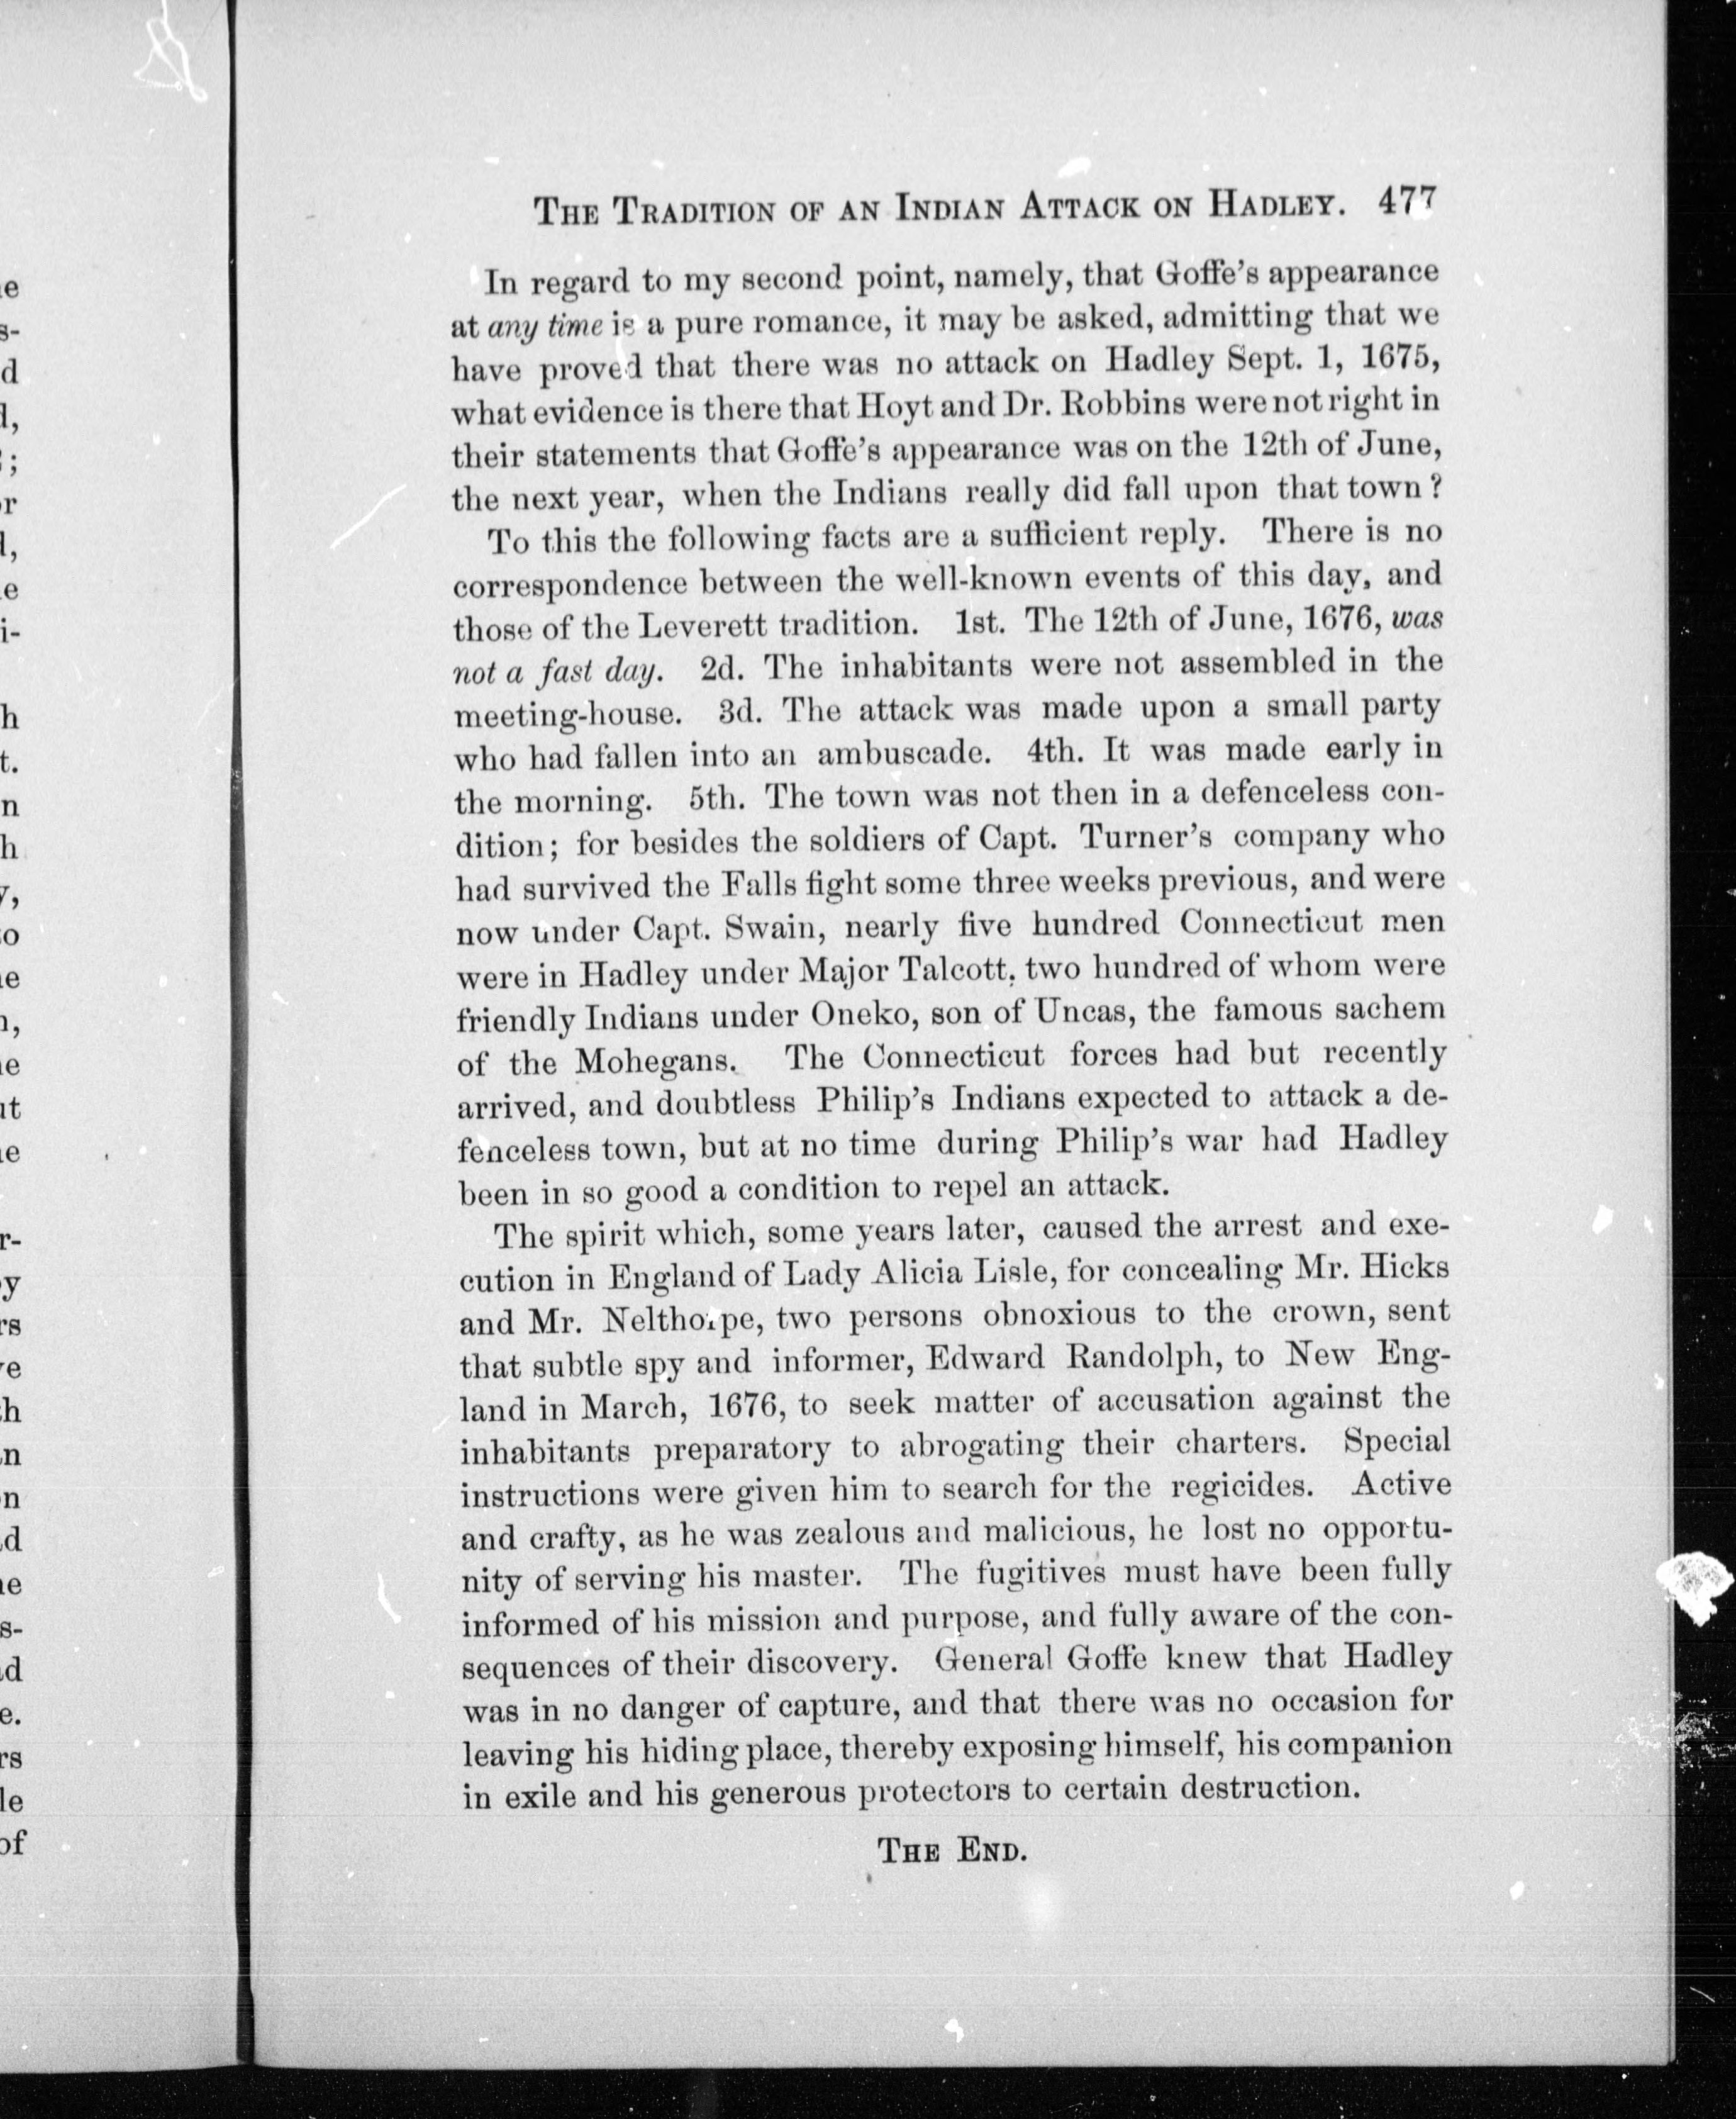 THE TRADITION OF AN INDIAN ATTACK ON HADLEY. 477
In regard to my second point, namely, that Goffe's appearance
at any time is a pure romance, it may be asked, admitting that we
have proved that there was no attack on Hadley Sept. 1, 1675,
what evidence is there that Hoyt and Dr. Robbins were not right in
their statements that Goffe's appearance was on the 12th of June,
the next year, when the Indians really did fall upon that town?
To this the following facts are a sufficient reply. There is no
correspondence between the well-known events of this day, and
those of the Leverett tradition. 1st. The 12th of June, 1676, was
not a fast day. 2d. The inhabitants were not assembled in the
meeting-house. 3d. The attack was made upon a small party
who had fallen into an ambuscade. 4th. It was made early in
the morning. 5th. The town was not then in a defenceless con-
dition; for besides the soldiers of Capt. Turner's company who
had survived the Falls fight some three weeks previous, and were
now under Capt. Swain, nearly five hundred Connecticut men
were in Hadley under Major Talcott, two hundred of whom were
friendly Indians under Oneko, son of Uncas, the famous sachem
of the Mohegans. The Connecticut forces had but recently
arrived, and doubtless Philip's Indians expected to attack a de-
fenceless town, but at no time during Philip's war had Hadley
been in so good a condition to repel an attack.
The spirit which, some years later, caused the arrest and exe-
cution in England of Lady Alicia Lisle, for concealing Mr. Hicks
and Mr. Nelthorpe, two persons obnoxious to the crown, sent
that subtle spy and informer, Edward Randolph, to New Eng-
land in March, 1676, to seek matter of accusation against the
inhabitants preparatory to abrogating their charters. Special
instructions were given him to search for the regicides. Active
and crafty, as he was zealous and malicious, he lost no opportu-
nity of serving his master. The fugitives must have been fully
informed of his mission and purpose, and fully aware of the con-
sequences of their discovery. General Goffe knew that Hadley
was in no danger of capture, and that there was no occasion for
leaving his hiding place, thereby exposing himself, his companion
in exile and his generous protectors to certain destruction.
THE END.